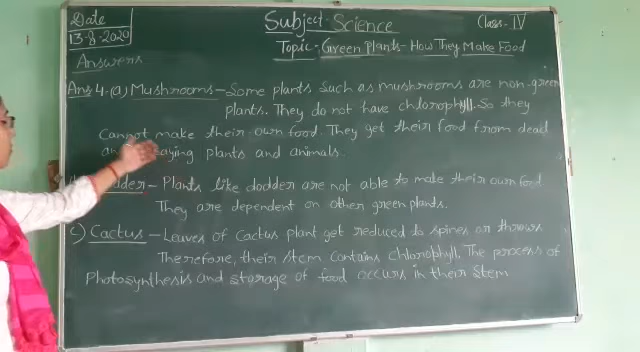 Date
13-8-2020
Subject - Science
Class - IV
Topic - Green Plants - How They Make Food
Answers
Ans 4. (a) Mushrooms - Some plants such as mushrooms are non-green
plants. They do not have chlorophyll. So they
cannot make their own food. They get their food from dead
plants and animals.
Plants like dodder are not able to make their own food
They are dependent on other green plants.
c) Cactus - Leaves of Cactus plant get reduced to spines or
Therefore, their stem contains chlorophyll. The process of
Photosynthesis and storage of food occurs in their stem